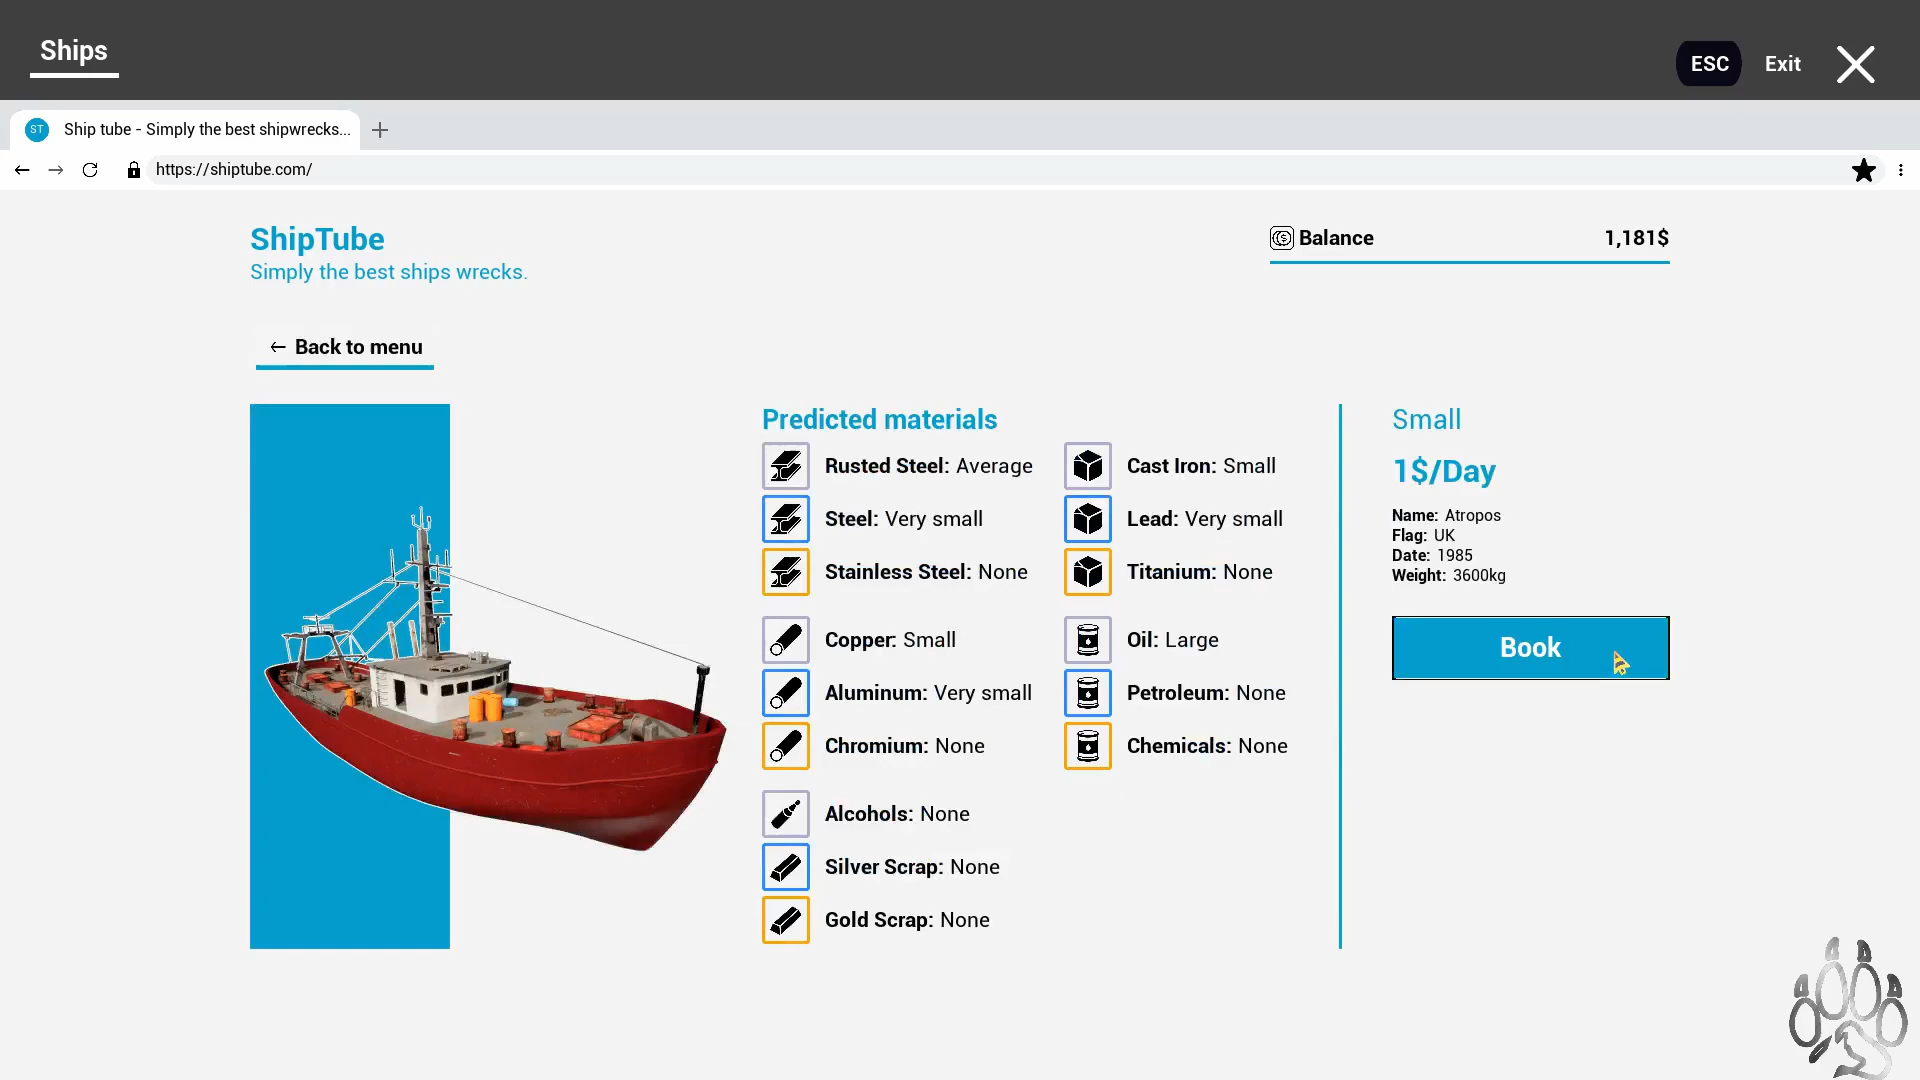 Ships
ESC Exit
ST Ship tube - Simply the best shipwrecks...
https://shiptube.com/
ShipTube
Simply the best ships wrecks.
Balance 1,181$
← Back to menu
Predicted materials
Rusted Steel: Average
Steel: Very small
Stainless Steel: None
Copper: Small
Aluminum: Very small
Chromium: None
Alcohols: None
Silver Scrap: None
Gold Scrap: None
Cast Iron: Small
Lead: Very small
Titanium: None
Oil: Large
Petroleum: None
Chemicals: None
Small
1$/Day
Name: Atropos
Flag: UK
Date: 1985
Weight: 3600kg
Book